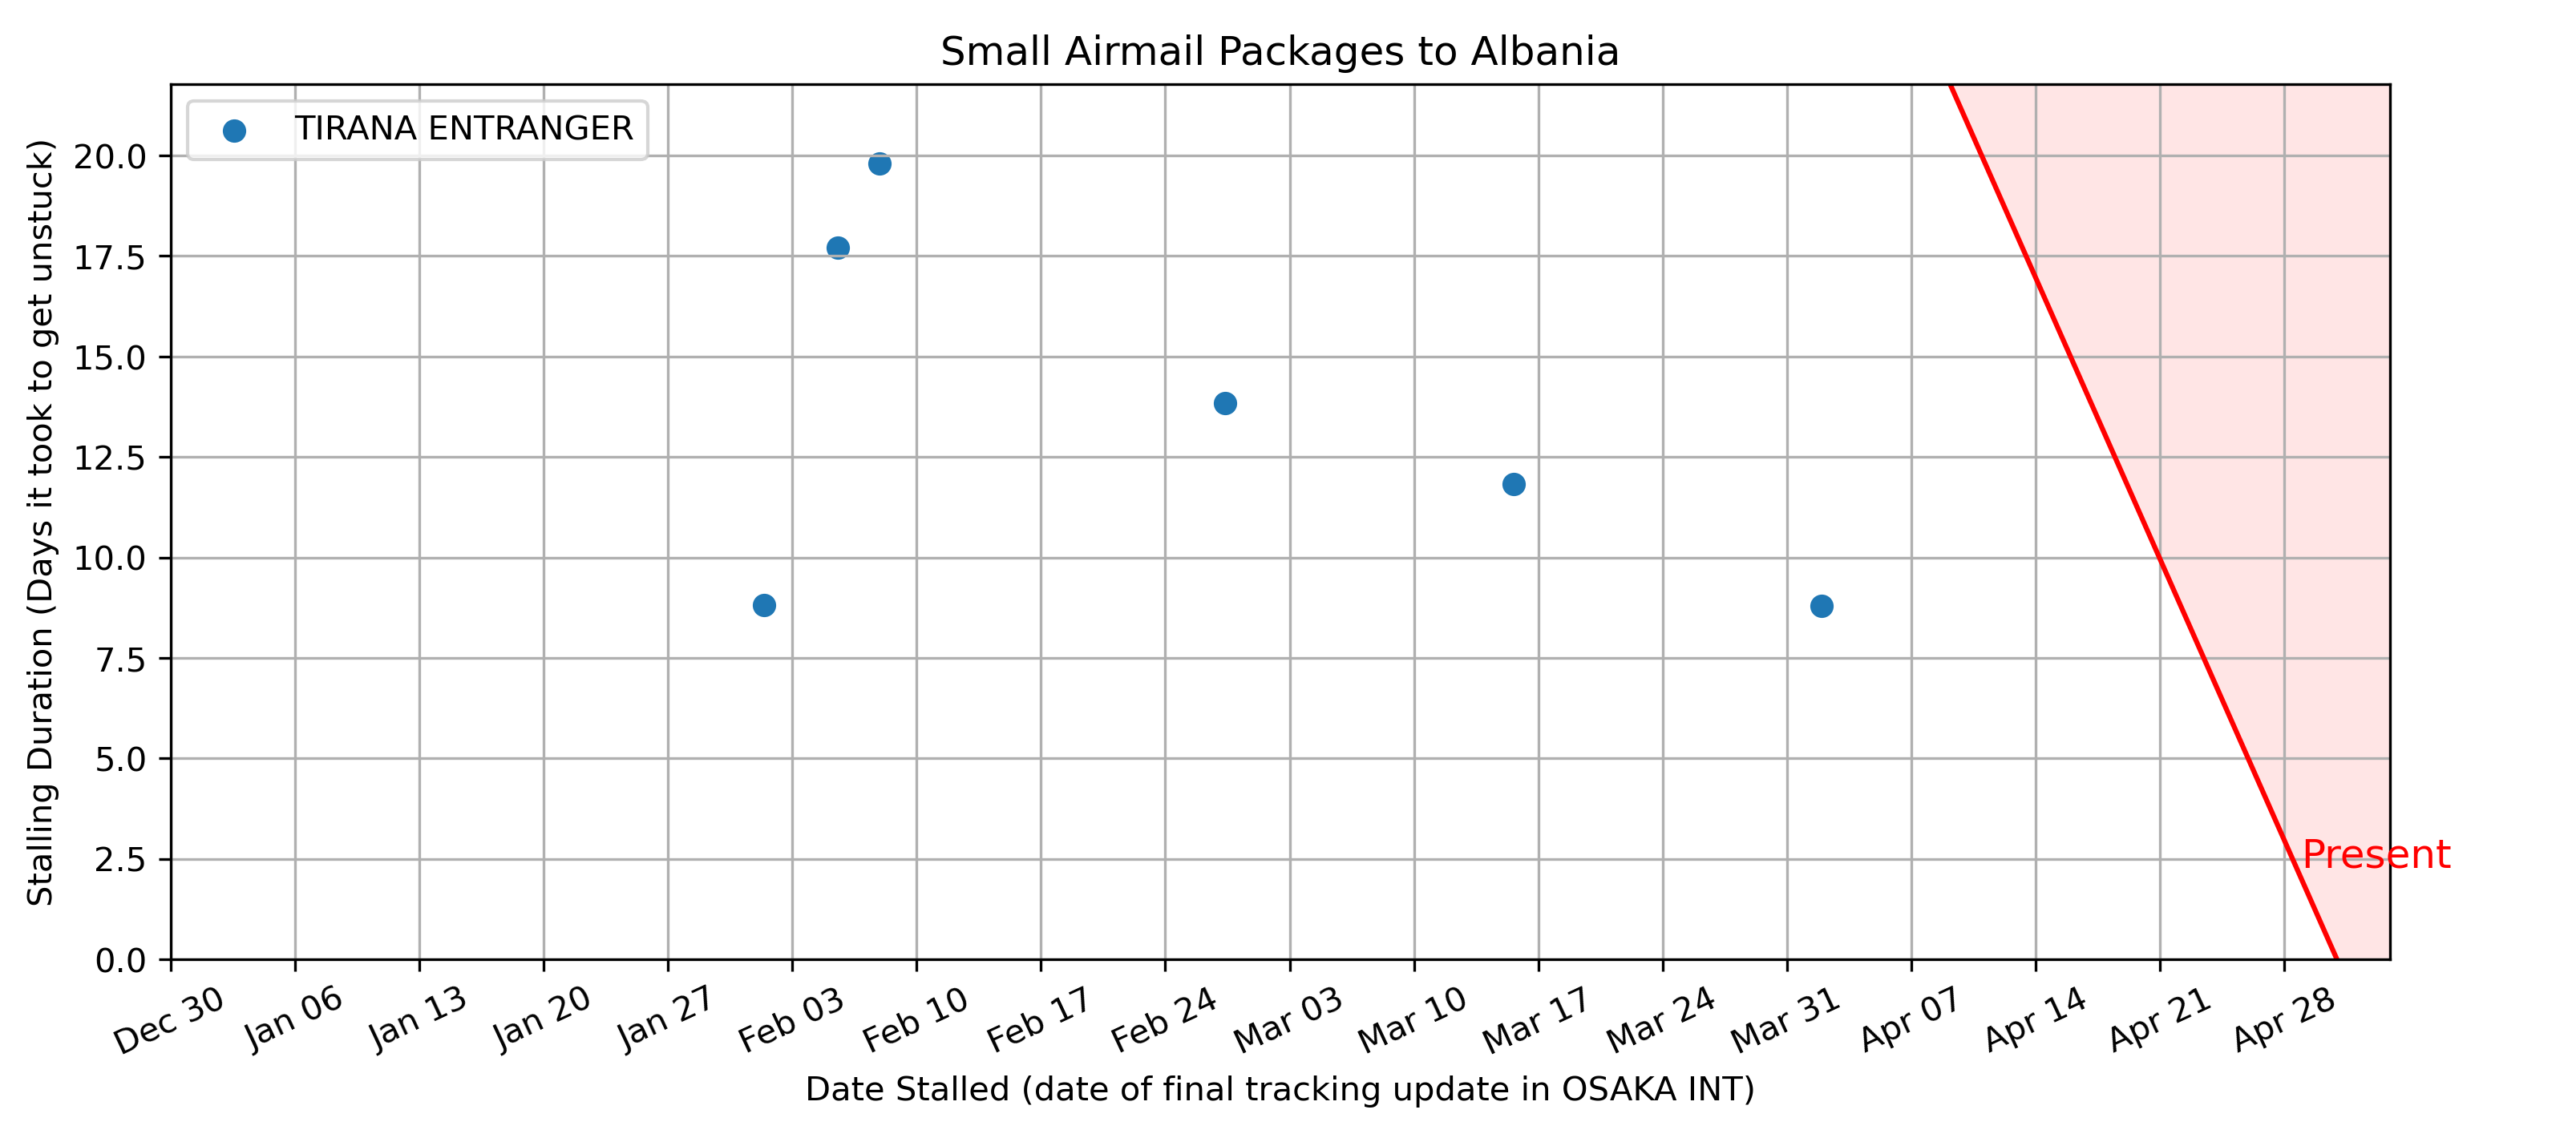 Small Airmail Packages to Albania
TIRANA ENTRANGER
Stalling Duration (Days it took to get unstuck)
20.0
17.5
15.0
12.5
10.0
7.5
5.0
2.5
0.0
Present
Dec 30 Jan 06 Jan 13 Jan 20 Jan 27 Feb 03 Feb 10 Feb 17 Feb 24 Mar 03 Mar 10 Mar 17 Mar 24 Mar 31 Apr 07 Apr 14 Apr 21 Apr 28
Date Stalled (date of final tracking update in OSAKA INT)